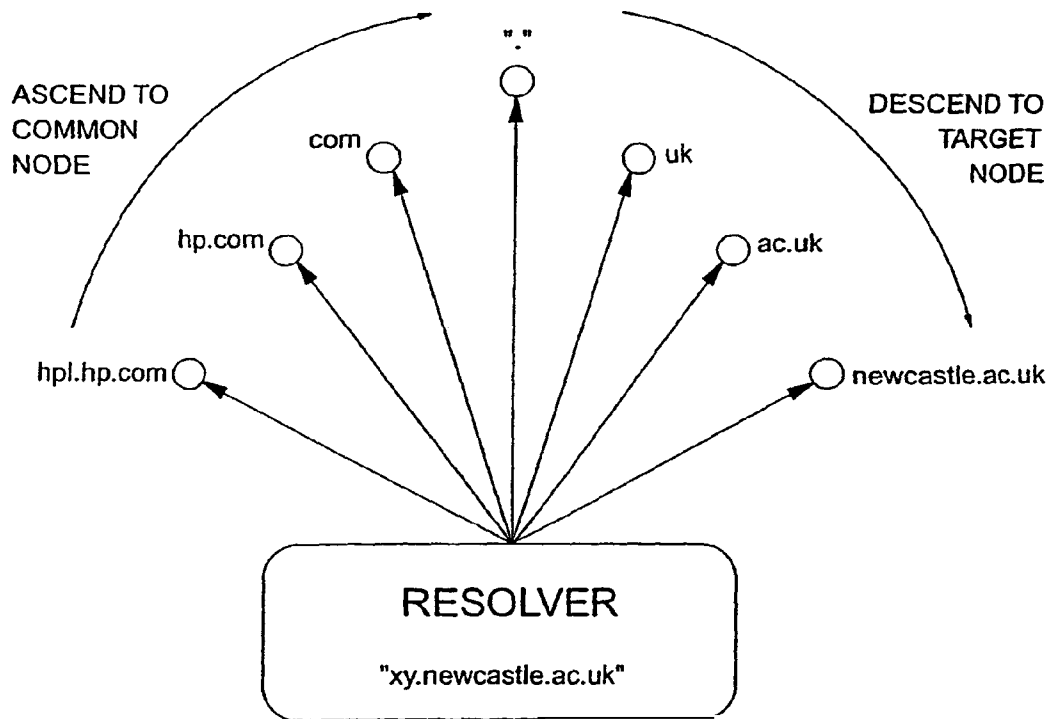 "."
ASCEND TO
COMMON
NODE
DESCEND TO
TARGET
NODE
com
uk
hp.com
ac.uk
hpl.hp.com
newcastle.ac.uk
RESOLVER
"xy.newcastle.ac.uk"